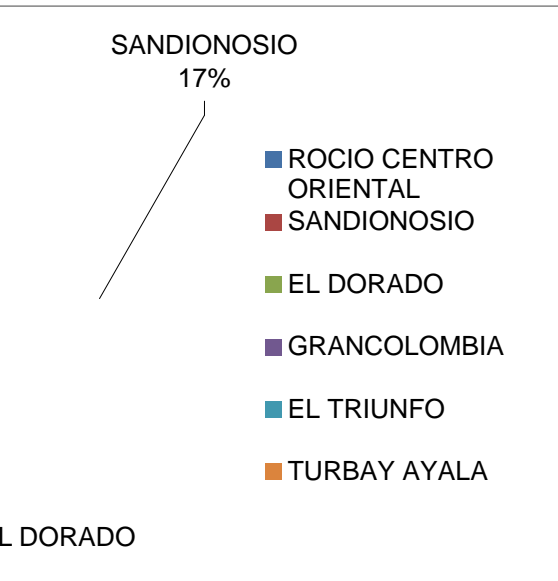 SANDIONOSIO
17%
ROCIO CENTRO
ORIENTAL
SANDIONOSIO
EL DORADO
GRANCOLOMBIA
EL TRIUNFO
TURBAY AYALA
L DORADO